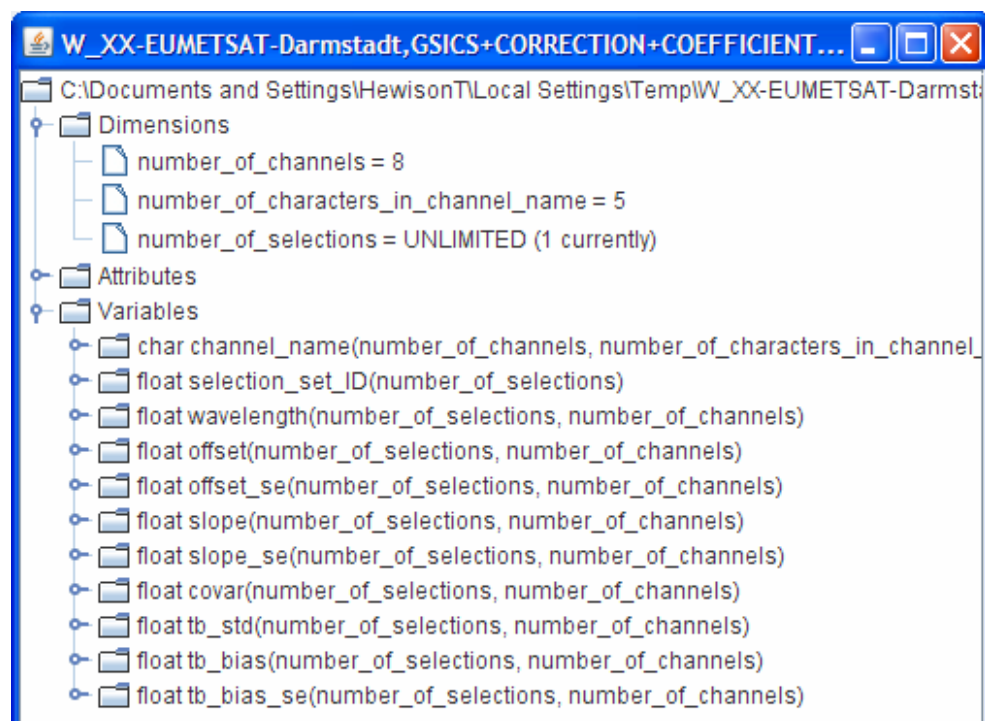 W_XX-EUMETSAT-Darmstadt,GSICS+CORRECTION+COEFFICIENT...
C:\Documents and Settings\HewisonT\Local Settings\Temp\W_XX-EUMETSAT-Darmsta
Dimensions
number_of_channels = 8
number_of_characters_in_channel_name = 5
number_of_selections = UNLIMITED (1 currently)
Attributes
Variables
char channel_name(number_of_channels, number_of_characters_in_channel_
float selection_set_ID(number_of_selections)
float wavelength(number_of_selections, number_of_channels)
float offset(number_of_selections, number_of_channels)
float offset_se(number_of_selections, number_of_channels)
float slope(number_of_selections, number_of_channels)
float slope_se(number_of_selections, number_of_channels)
float covar(number_of_selections, number_of_channels)
float tb_std(number_of_selections, number_of_channels)
float tb_bias(number_of_selections, number_of_channels)
float tb_bias_se(number_of_selections, number_of_channels)